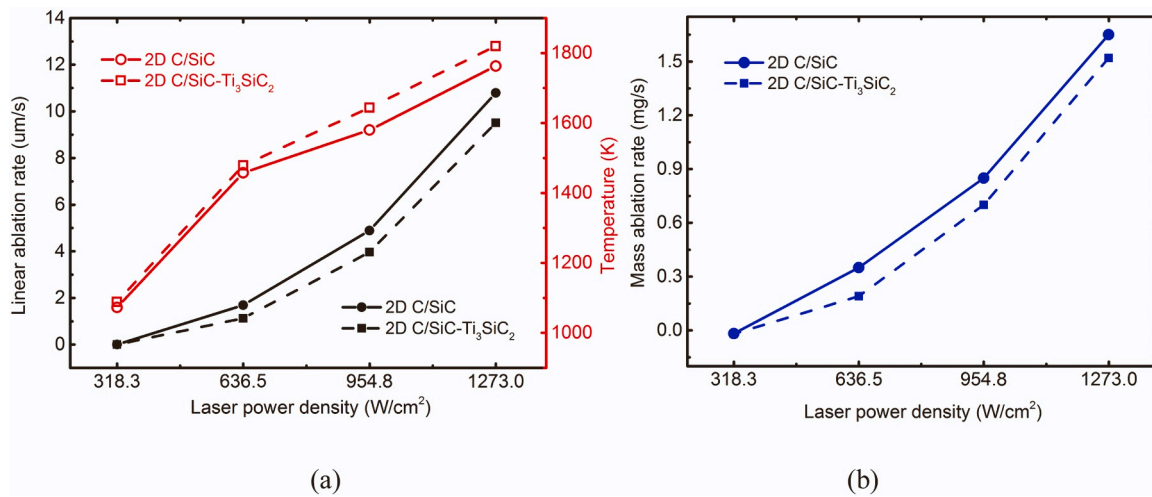 14
12
10
8
6
4
2
0
Linear ablation rate (um/s)
2D C/SiC
2D C/SiC-Ti₃SiC₂
2D C/SiC
2D C/SiC-Ti₃SiC₂
1800
1600
1400
1200
1000
Temperature (K)
318.3 636.5 954.8 1273.0
Laser power density (W/cm²)
(a)
1.5
1.2
0.9
0.6
0.3
0.0
Mass ablation rate (mg/s)
2D C/SiC
2D C/SiC-Ti₃SiC₂
318.3 636.5 954.8 1273.0
Laser power density (W/cm²)
(b)